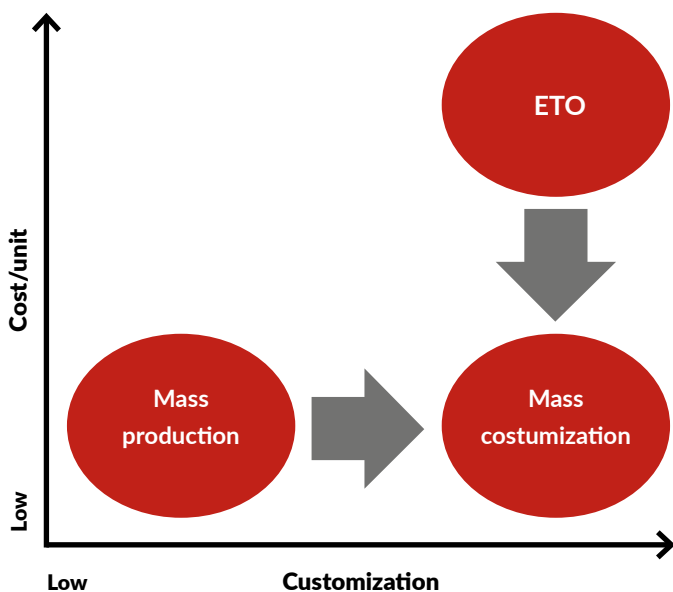 ETO
Cost/unit
Mass
production
Mass
costumization
Low
Low
Customization